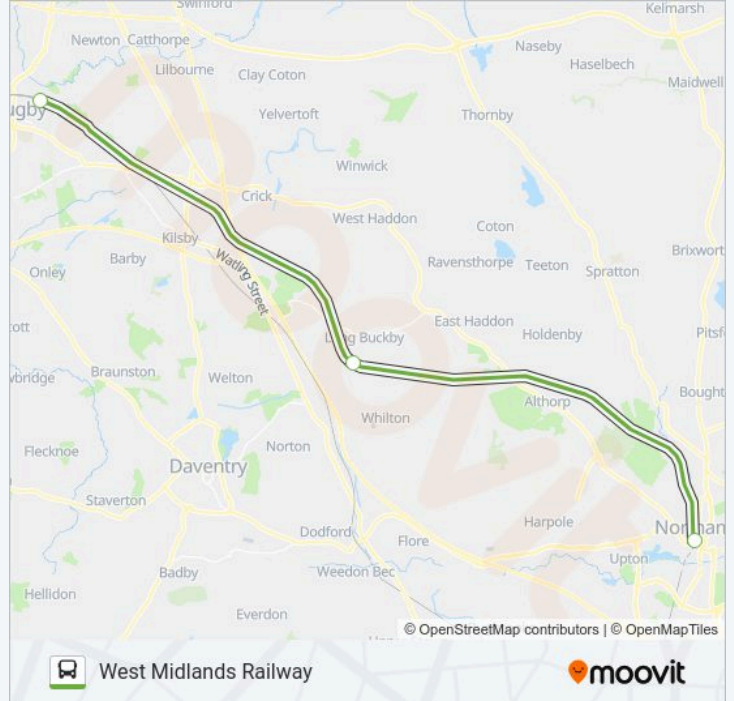 Swinford
Kelmarsh
Newton
Catthorpe
Naseby
Lilbourne
Haselbech
Clay Coton
Maidwell
ugby
Yelvertoft
Thornby
Winwick
Crick
West Haddon
Coton
Kilsby
Brixwort
Barby
Ravensthorpe
Teeton
Onley
Watling Street
Spratton
East Haddon
ott
Long Buckby
Holdenby
Pitsf
wbridge
Braunston
Welton
Bought
Althorp
Whilton
Flecknoe
Norton
Daventry
Staverton
Harpole
Dodford
Flore
Upton
Badby
Weedon Bec
Hellidon
Everdon
© OpenStreetMap contributors | © OpenMapTiles
West Midlands Railway
moovit